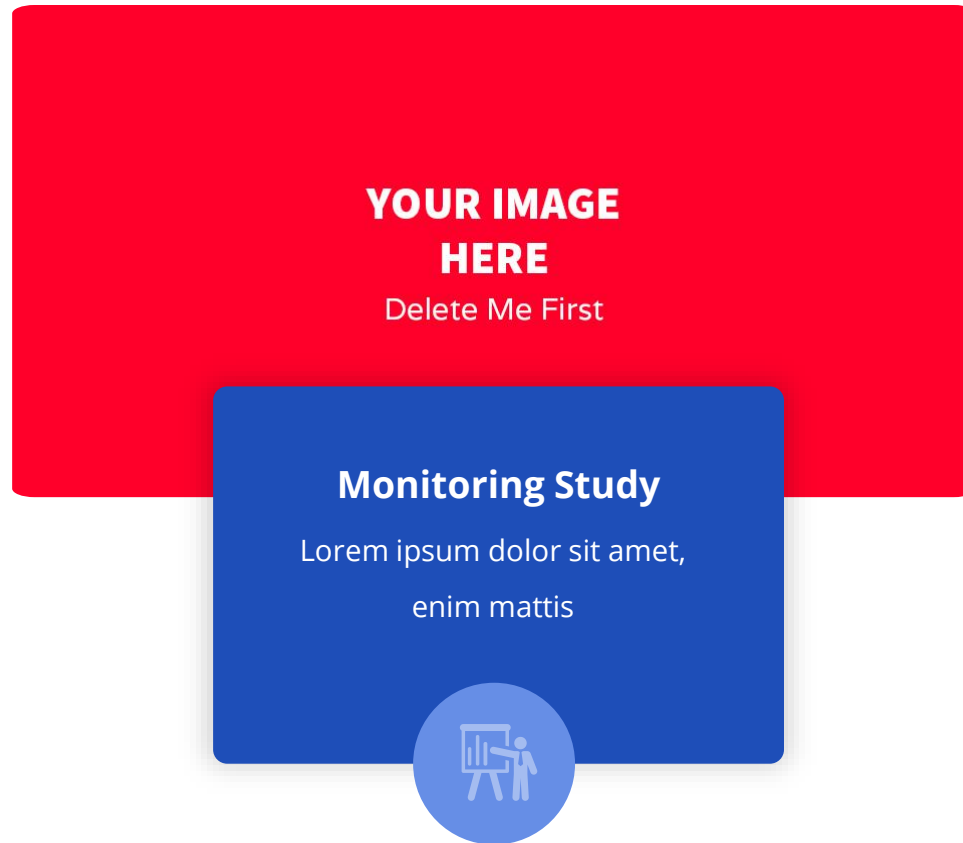 YOUR IMAGE
HERE
Delete Me First
Monitoring Study
Lorem ipsum dolor sit amet,
enim mattis